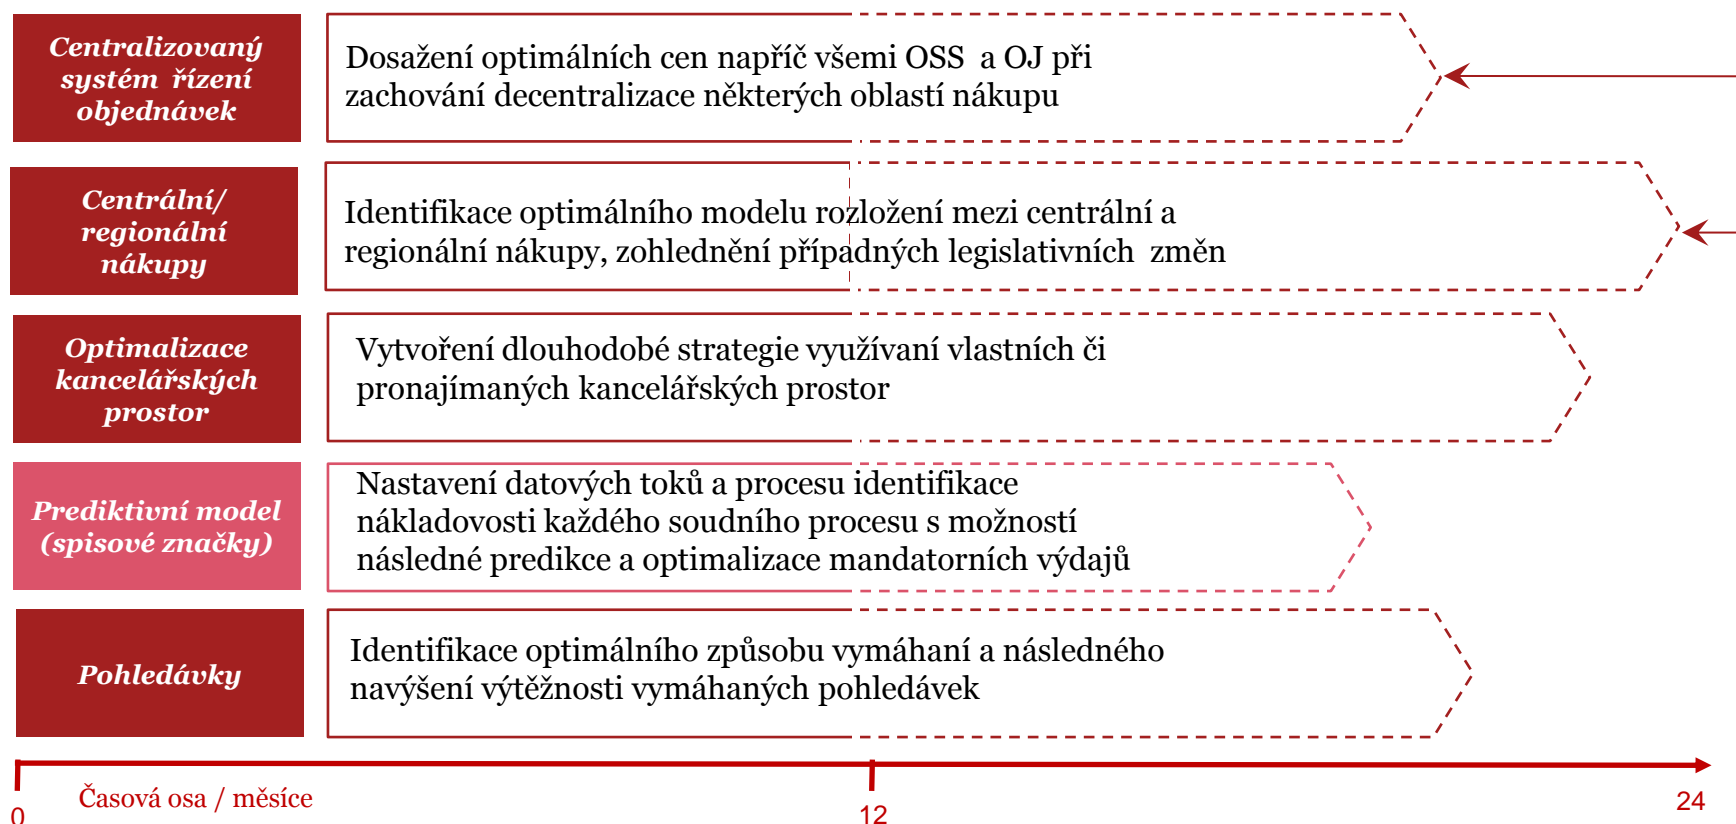 Centralizovaný
systém řízení
objednávek
Dosažení optimálních cen napříč všemi OSS a OJ při
zachování decentralizace některých oblastí nákupu
Centrální/
regionální
nákupy
Identifikace optimálního modelu rozložení mezi centrální a
regionální nákupy, zohlednění případných legislativních změn
Optimalizace
kancelářských
prostor
Vytvoření dlouhodobé strategie využívaní vlastních či
pronajímaných kancelářských prostor
Prediktivní model
(spisové značky)
Nastavení datových toků a procesu identifikace
nákladovosti každého soudního procesu s možností
následné predikce a optimalizace mandatorních výdajů
Pohledávky
Identifikace optimálního způsobu vymáhaní a následného
navýšení výtěžnosti vymáhaných pohledávek
Časová osa / měsíce
0
12
24